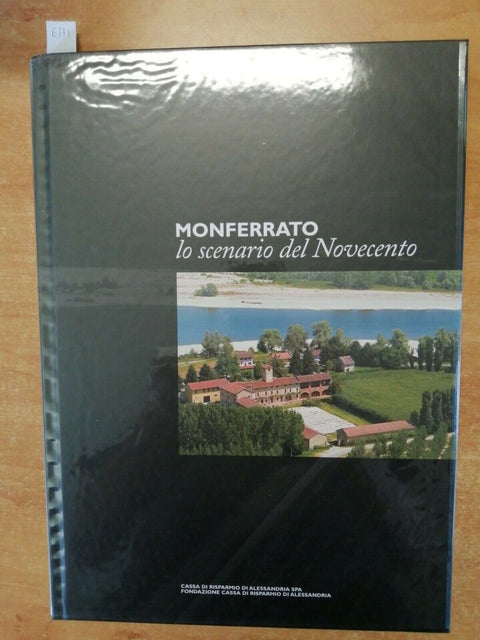 MONFERRATO
lo scenario del Novecento
CASSA DI RISPARMIO DI ALESSANDRIA SPA
FONDAZIONE CASSA DI RISPARMIO DI ALESSANDRIA